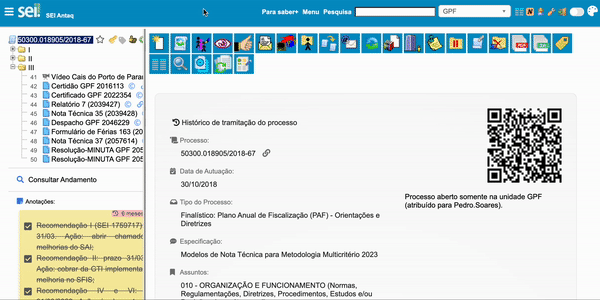 sei!
SEI Antaq
Para saber+ Menu Pesquisa
GPF
50300.018905/2018-67
I
II
III
41 Vídeo Cais do Porto de Para
42 Certidão GPF 2016113
43 Certificado GPF 2022354
44 Relatório 7 (2039427)
45 Nota Técnica 35 (2039428)
46 Despacho GPF 2046229
47 Formulário de Férias 163 (2
48 Nota Técnica 37 (2057614)
49 Resolução-MINUTA GPF 20
50 Resolução-MINUTA GPF 20
Consultar Andamento
Anotações:
6 meses
Recomendação I (SEI 1759717)
31/03. Ação: abrir chamado
melhorias do SAI;
Recomendação II: prazo 31/03
Ação: cobrar da GTI implementa
melhoria no SFIS;
Recomendação IV e VI:
Histórico de tramitação do processo
Processo:
50300.018905/2018-67
Data de Autuação:
30/10/2018
Tipo do Processo:
Finalístico: Plano Anual de Fiscalização (PAF) - Orientações e
Diretrizes
Especificação:
Modelos de Nota Técnica para Metodologia Multicritério 2023
Assuntos:
010 - ORGANIZAÇÃO E FUNCIONAMENTO (Normas,
Regulamentações, Diretrizes, Procedimentos, Estudos e/ou
Processo aberto somente na unidade GPF
(atribuído para Pedro.Soares).